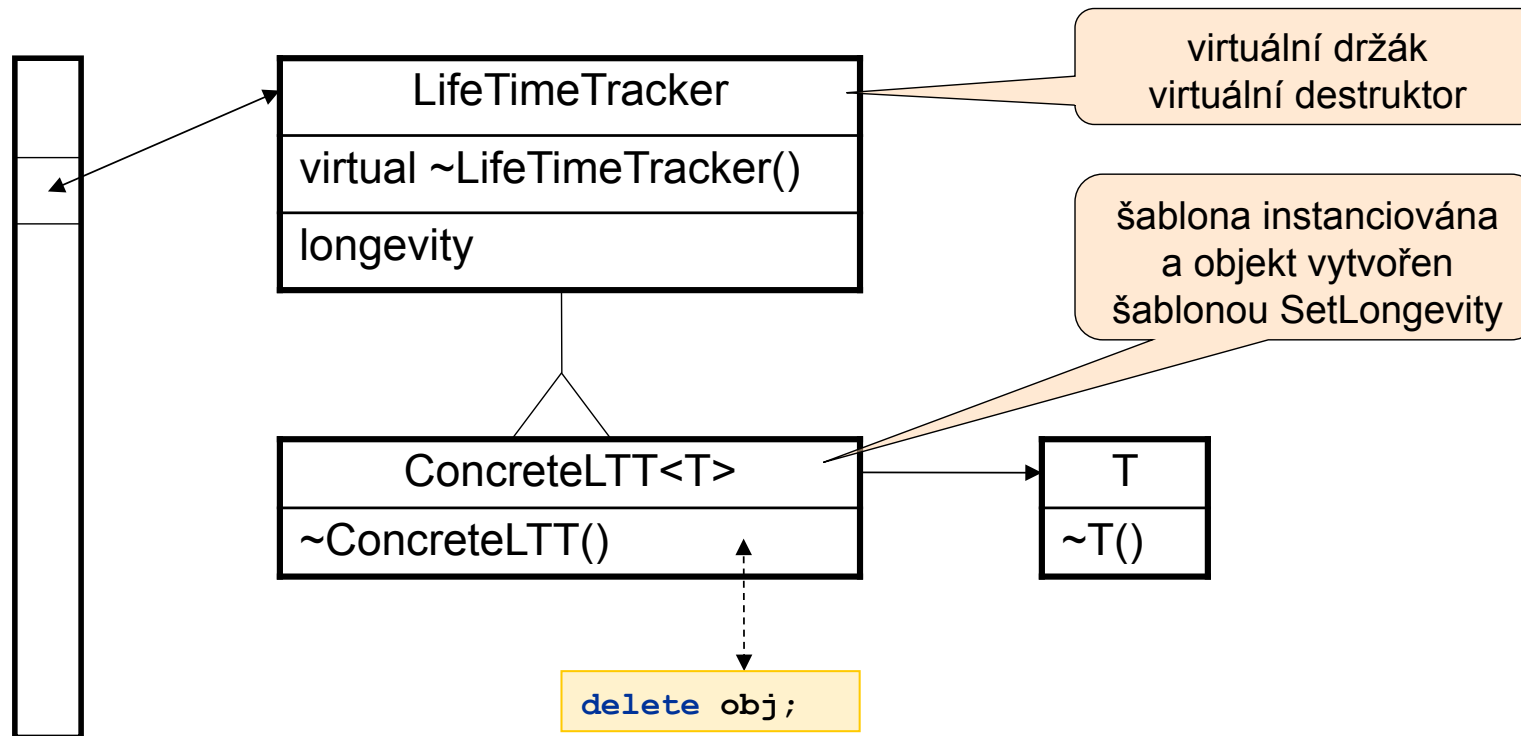 LifeTimeTracker
virtual ~LifeTimeTracker()
longevity
virtuální držák
virtuální destruktor
šablona instanciována
a objekt vytvořen
šablonou SetLongevity
ConcreteLTT<T>
~ConcreteLTT()
T
~T()
delete obj;